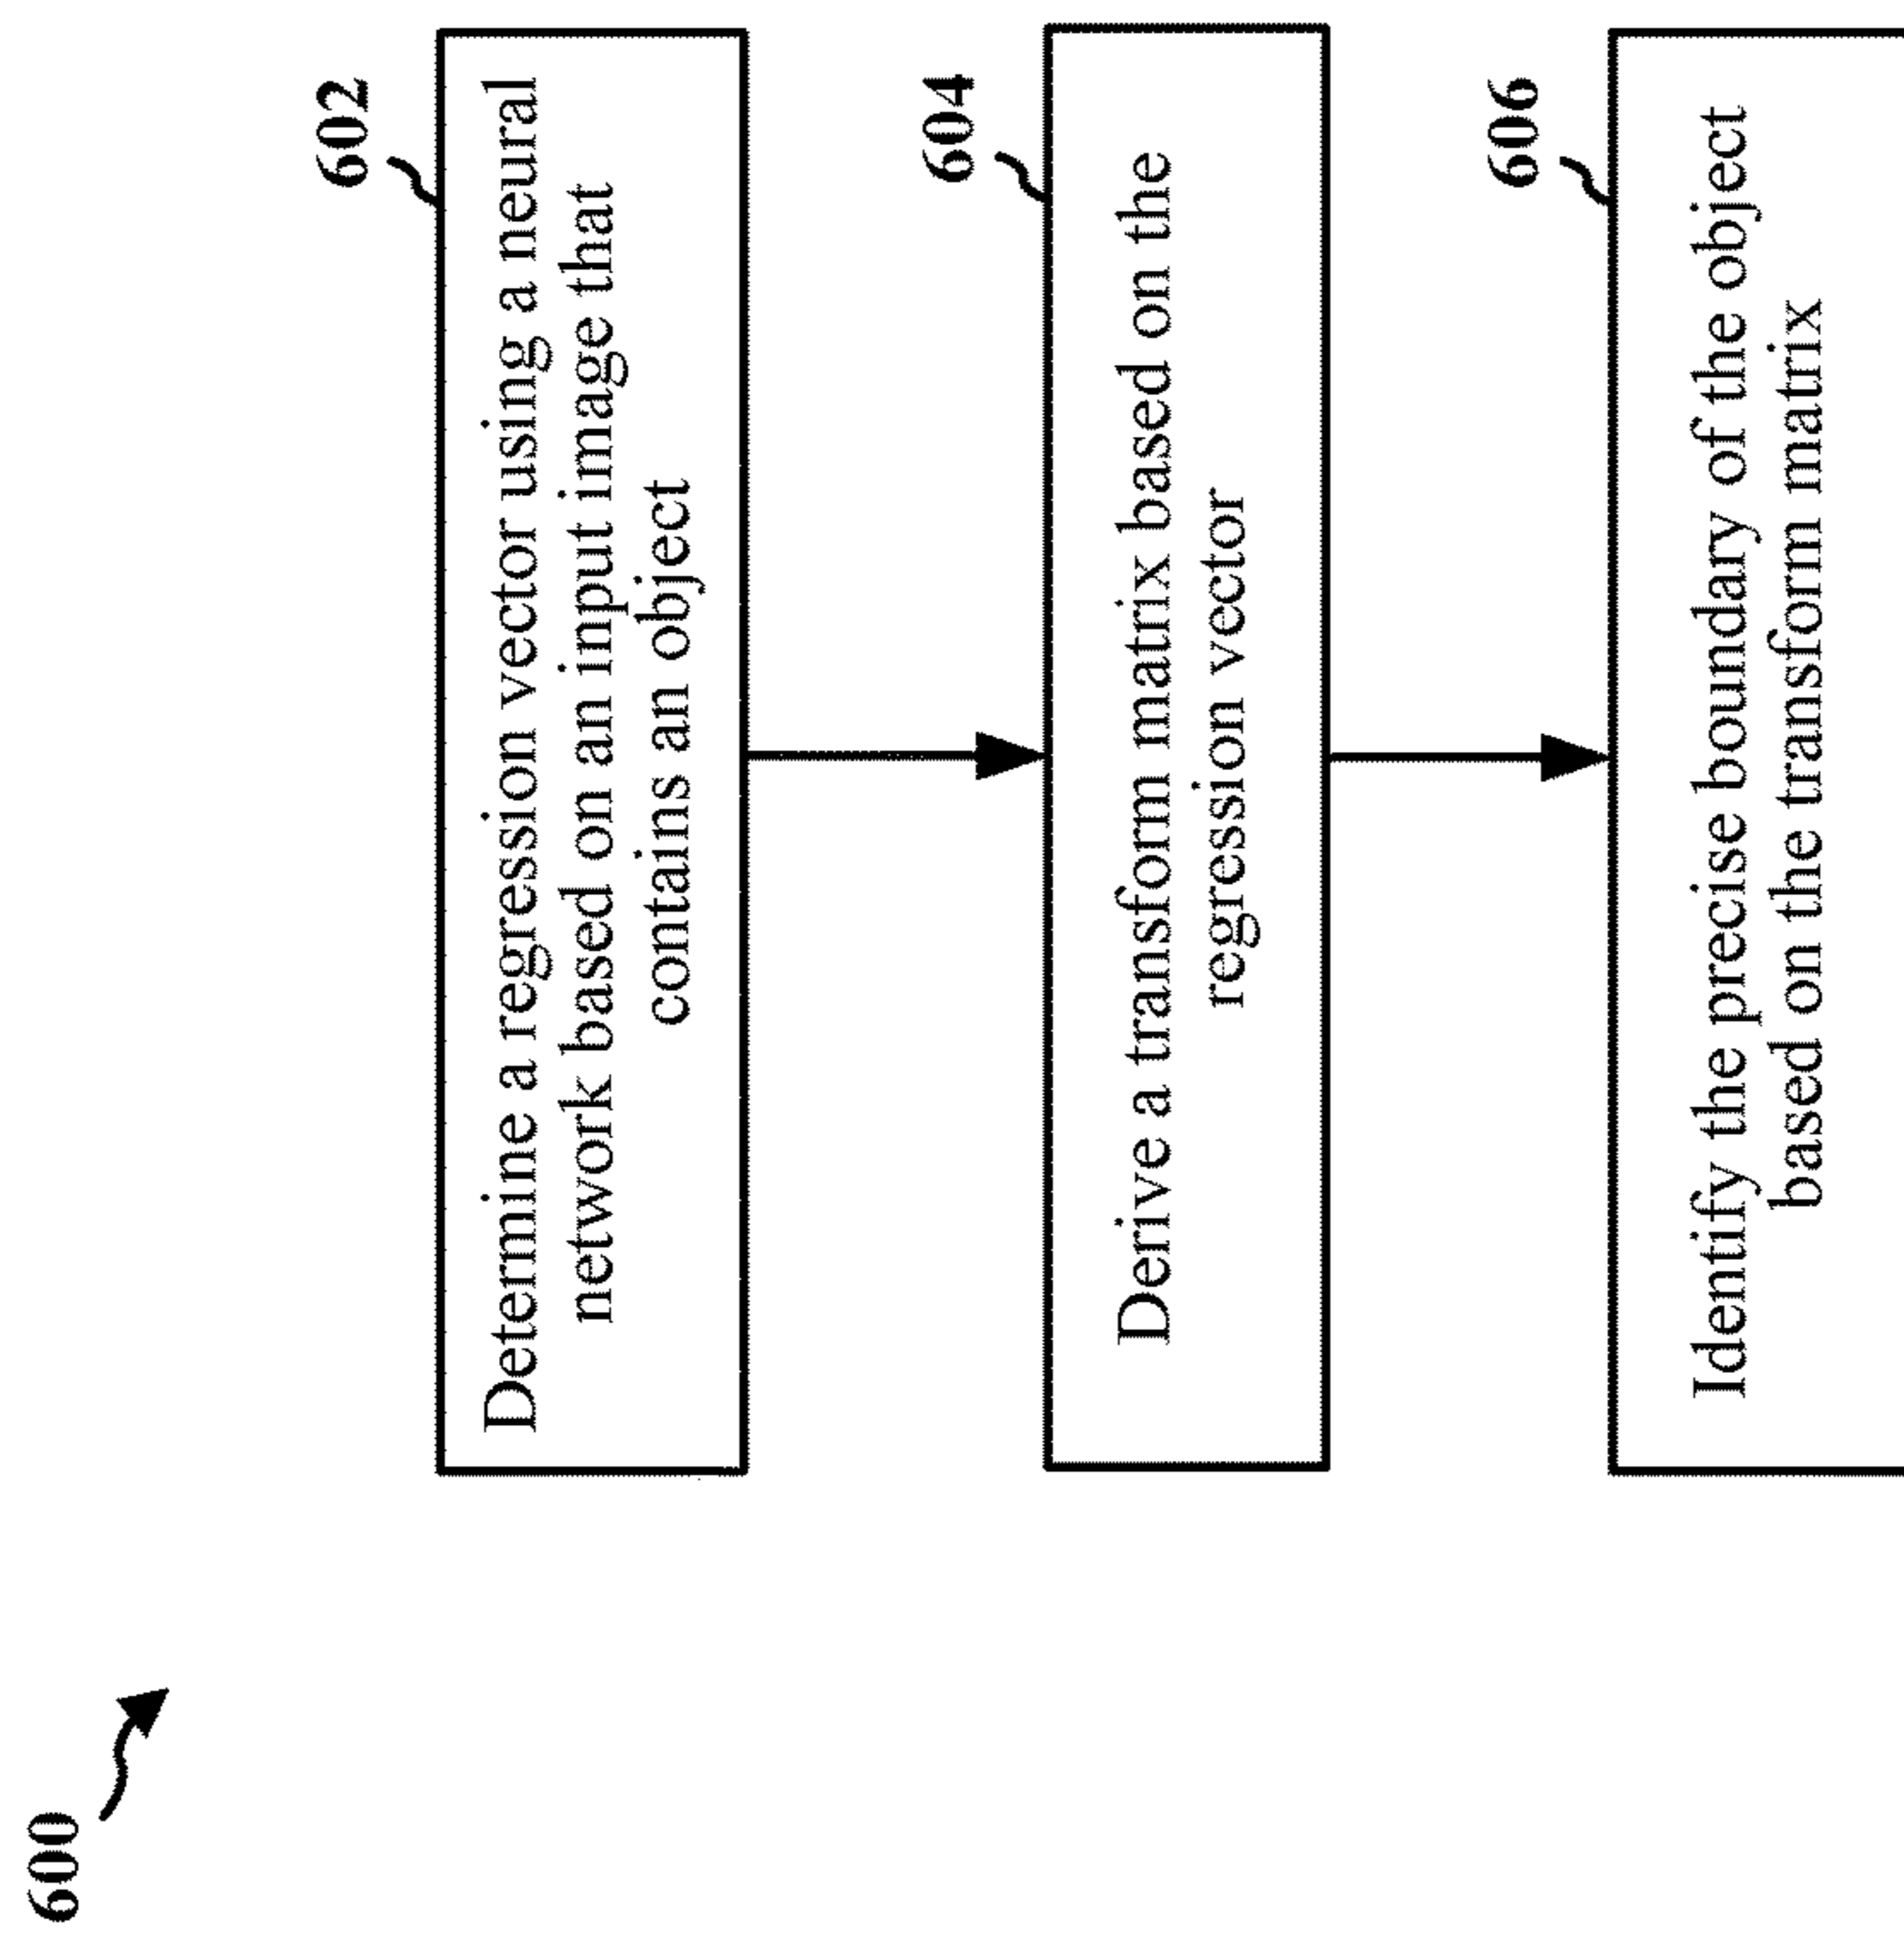 600
602
Determine a regression vector using a neural
network based on an input image that
contains an object
604
Derive a transform matrix based on the
regression vector
606
Identify the precise boundary of the object
based on the transform matrix